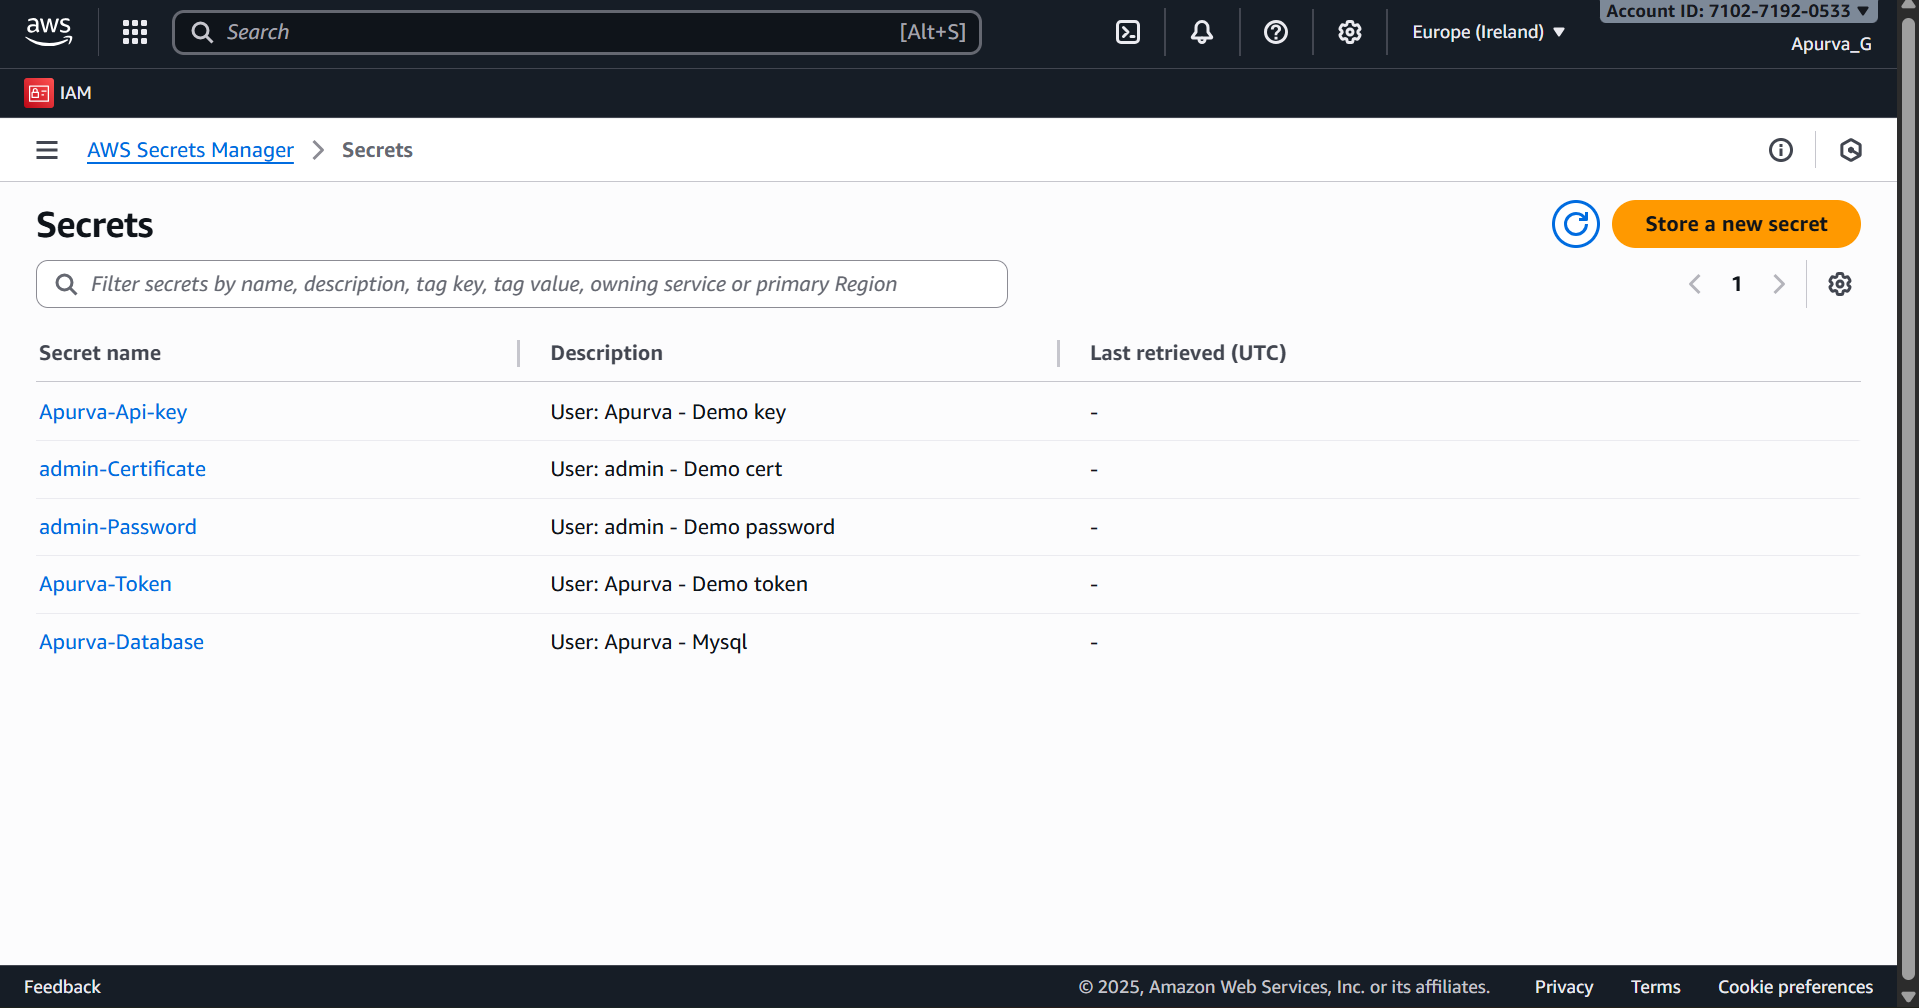 aws
Search [Alt+S]
Europe (Ireland) ▼
Account ID: 7102-7192-0533 ▼
Apurva_G
IAM
AWS Secrets Manager > Secrets
Secrets
Store a new secret
Filter secrets by name, description, tag key, tag value, owning service or primary Region
1
Secret name Description Last retrieved (UTC)
Apurva-Api-key User: Apurva - Demo key -
admin-Certificate User: admin - Demo cert -
admin-Password User: admin - Demo password -
Apurva-Token User: Apurva - Demo token -
Apurva-Database User: Apurva - Mysql -
Feedback © 2025, Amazon Web Services, Inc. or its affiliates. Privacy Terms Cookie preferences